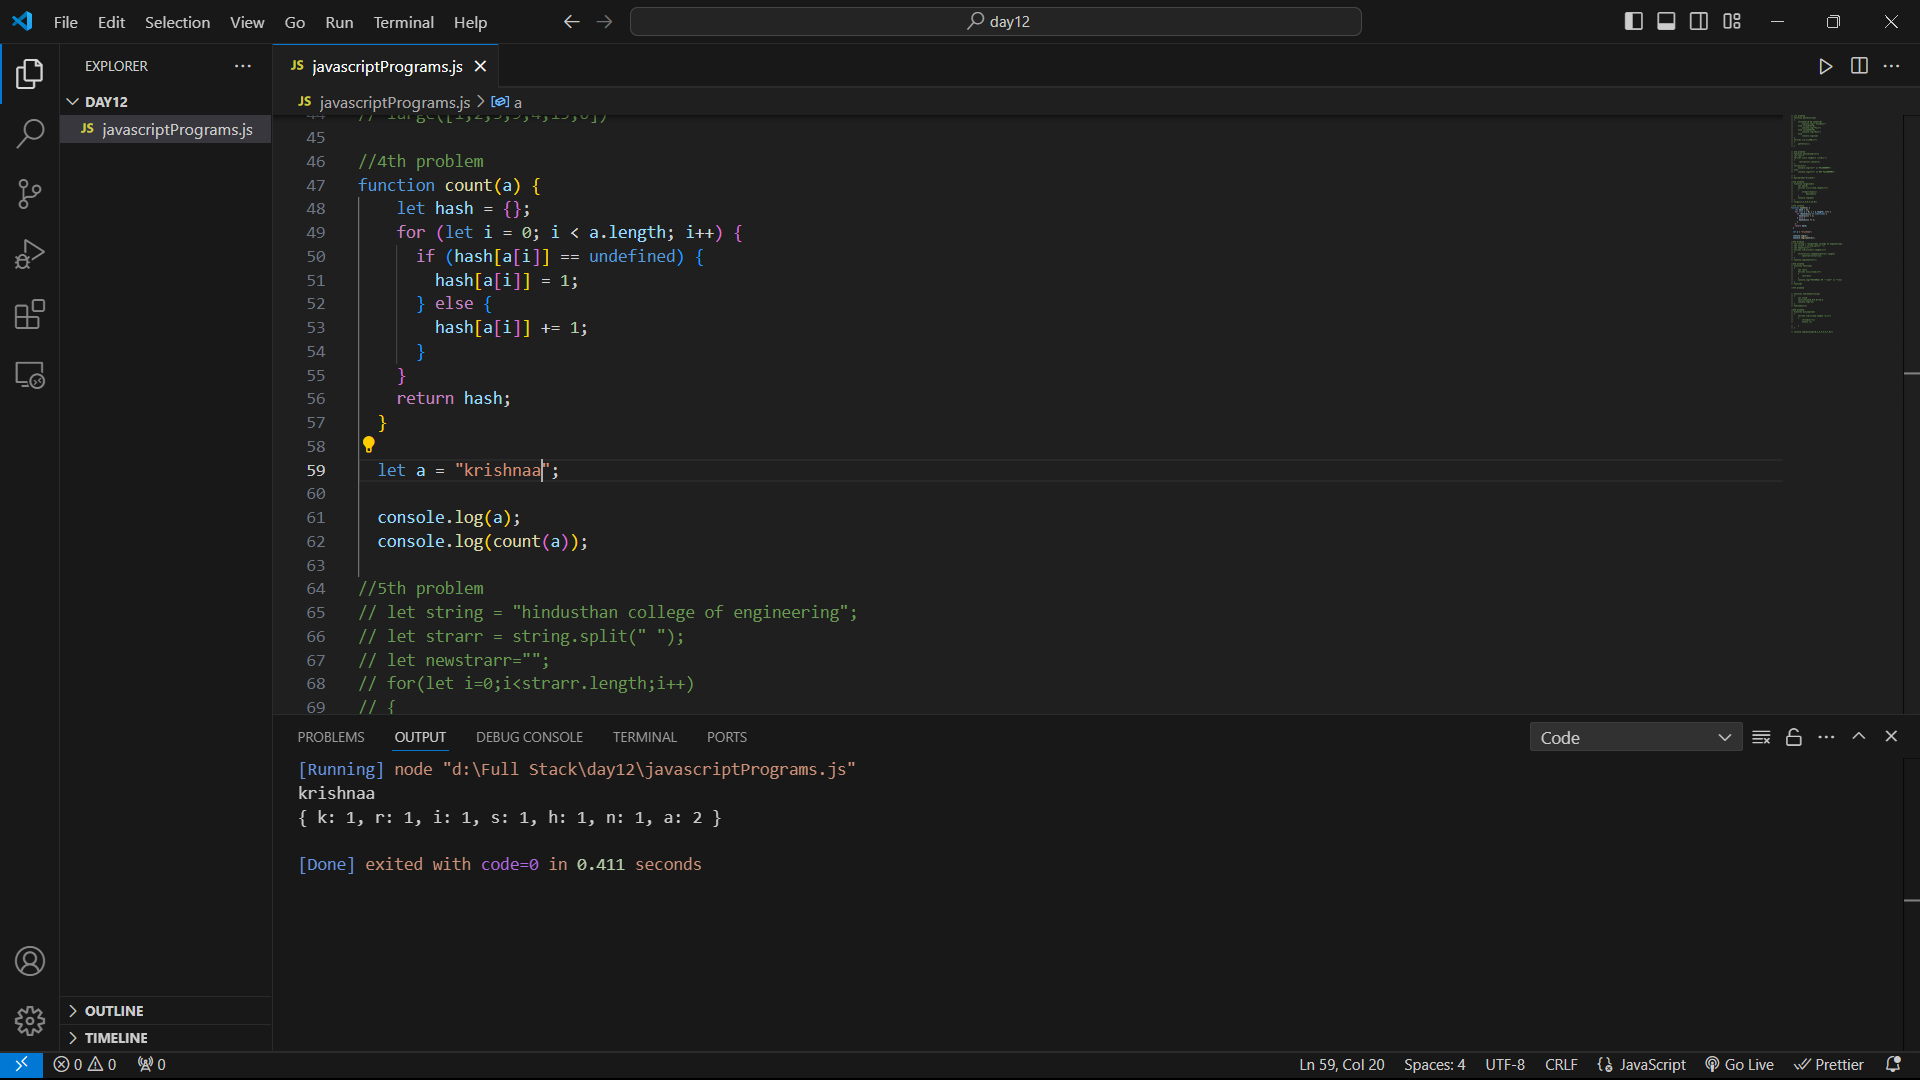 File Edit Selection View Go Run Terminal Help
day12
EXPLORER
DAY12
JS javascriptPrograms.js
JS javascriptPrograms.js
JS javascriptPrograms.js > a
45
46 //4th problem
47 function count(a) {
48 let hash = {};
49 for (let i = 0; i < a.length; i++) {
50 if (hash[a[i]] == undefined) {
51 hash[a[i]] = 1;
52 } else {
53 hash[a[i]] += 1;
54 }
55 }
56 return hash;
57 }
58
59 let a = "krishnaa";
60
61 console.log(a);
62 console.log(count(a));
63
64 //5th problem
65 // let string = "hindusthan college of engineering";
66 // let strarr = string.split(" ");
67 // let newstrarr="";
68 // for(let i=0;i<strarr.length;i++)
69 // {
PROBLEMS OUTPUT DEBUG CONSOLE TERMINAL PORTS
Code
[Running] node "d:\Full Stack\day12\javascriptPrograms.js"
krishnaa
{ k: 1, r: 1, i: 1, s: 1, h: 1, n: 1, a: 2 }
[Done] exited with code=0 in 0.411 seconds
OUTLINE
TIMELINE
0 0 0
Ln 59, Col 20 Spaces: 4 UTF-8 CRLF {} JavaScript Go Live Prettier